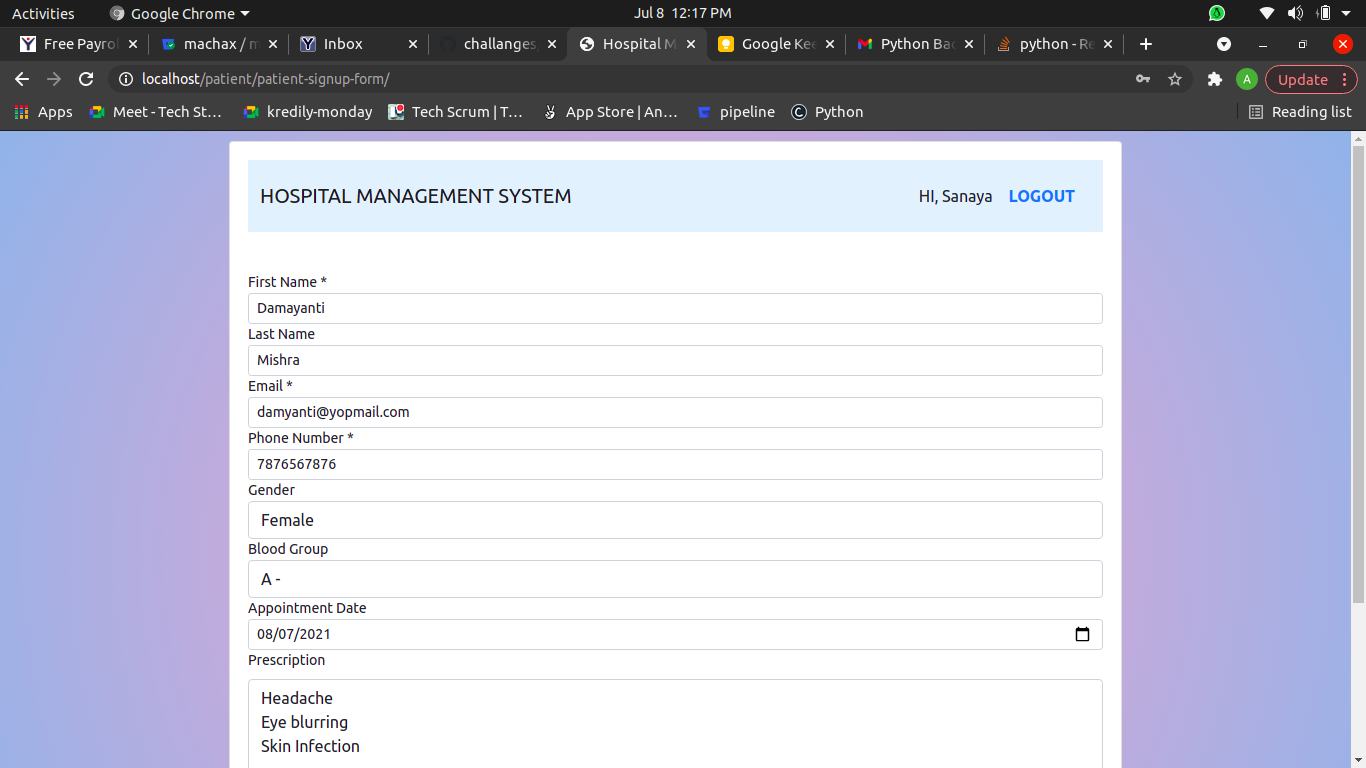 Activities Google Chrome Jul 8 12:17 PM
Free Payrol machax / m Inbox challanges Hospital M Google Kee Python Bac python - Re
localhost/patient/patient-signup-form/ A Update
Apps Meet - Tech St... kredily-monday Tech Scrum | T... App Store | An... pipeline Python Reading list
HOSPITAL MANAGEMENT SYSTEM HI, Sanaya LOGOUT
First Name *
Damayanti
Last Name
Mishra
Email *
damyanti@yopmail.com
Phone Number *
7876567876
Gender
Female
Blood Group
A -
Appointment Date
08/07/2021
Prescription
Headache
Eye blurring
Skin Infection